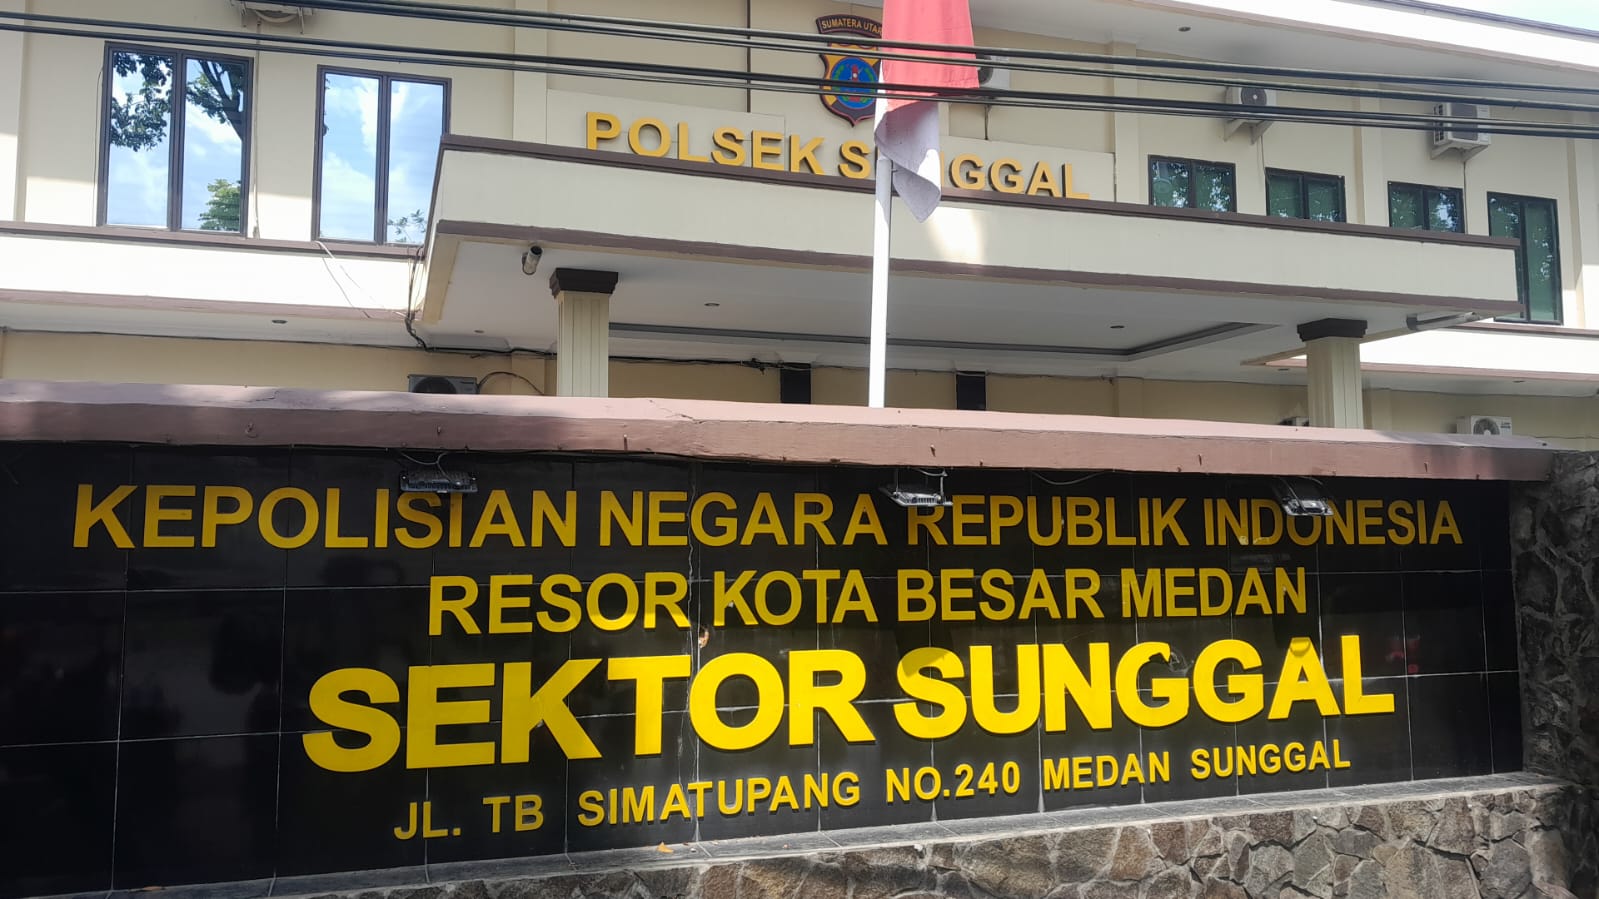 SUMATERA UTARA
POLSEK SUNGGAL
KEPOLISIAN NEGARA REPUBLIK INDONESIA
RESOR KOTA BESAR MEDAN
SEKTOR SUNGGAL
JL. TB SIMATUPANG NO.240 MEDAN SUNGGAL